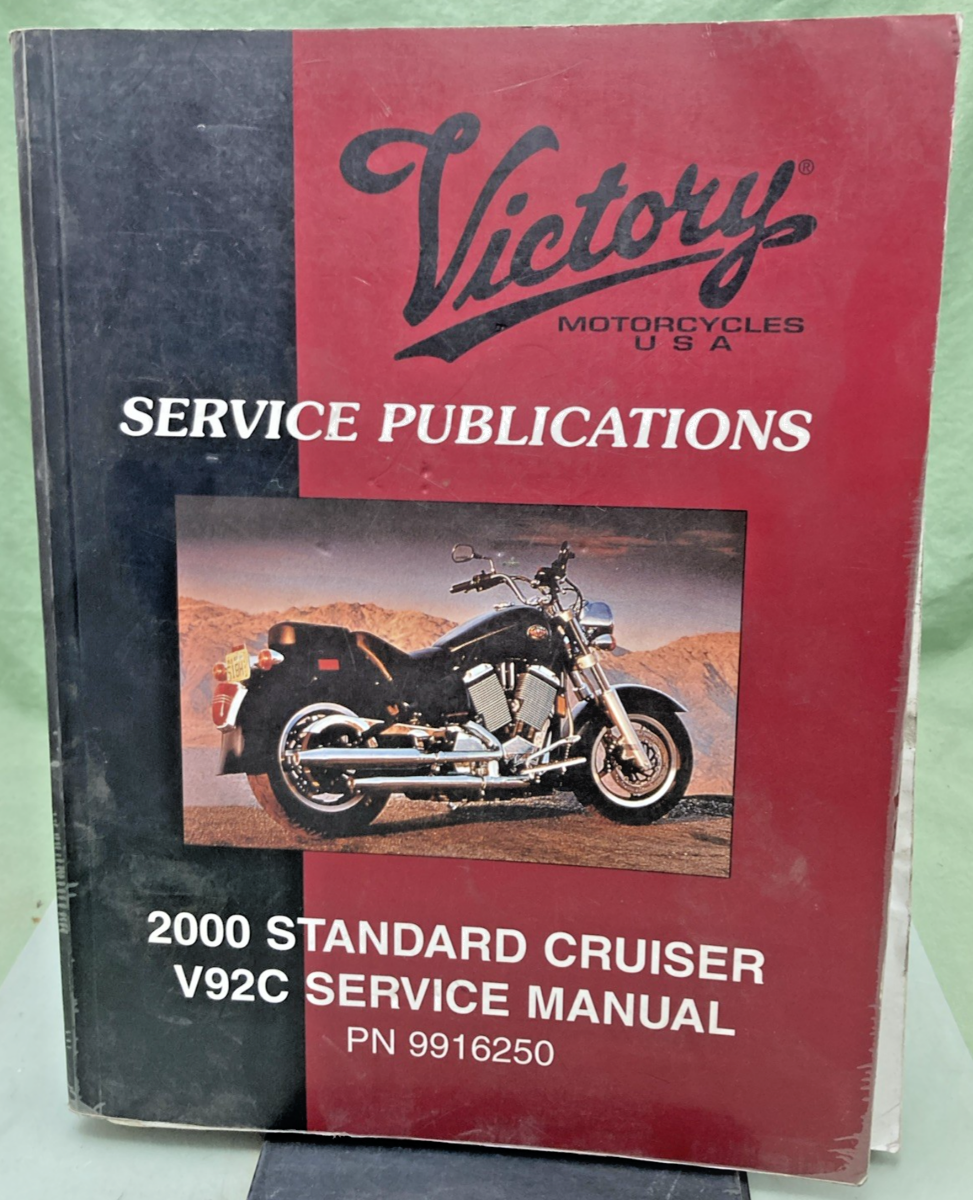 Victory®
MOTORCYCLES
USA
SERVICE PUBLICATIONS
2000 STANDARD CRUISER
V92C SERVICE MANUAL
PN 9916250